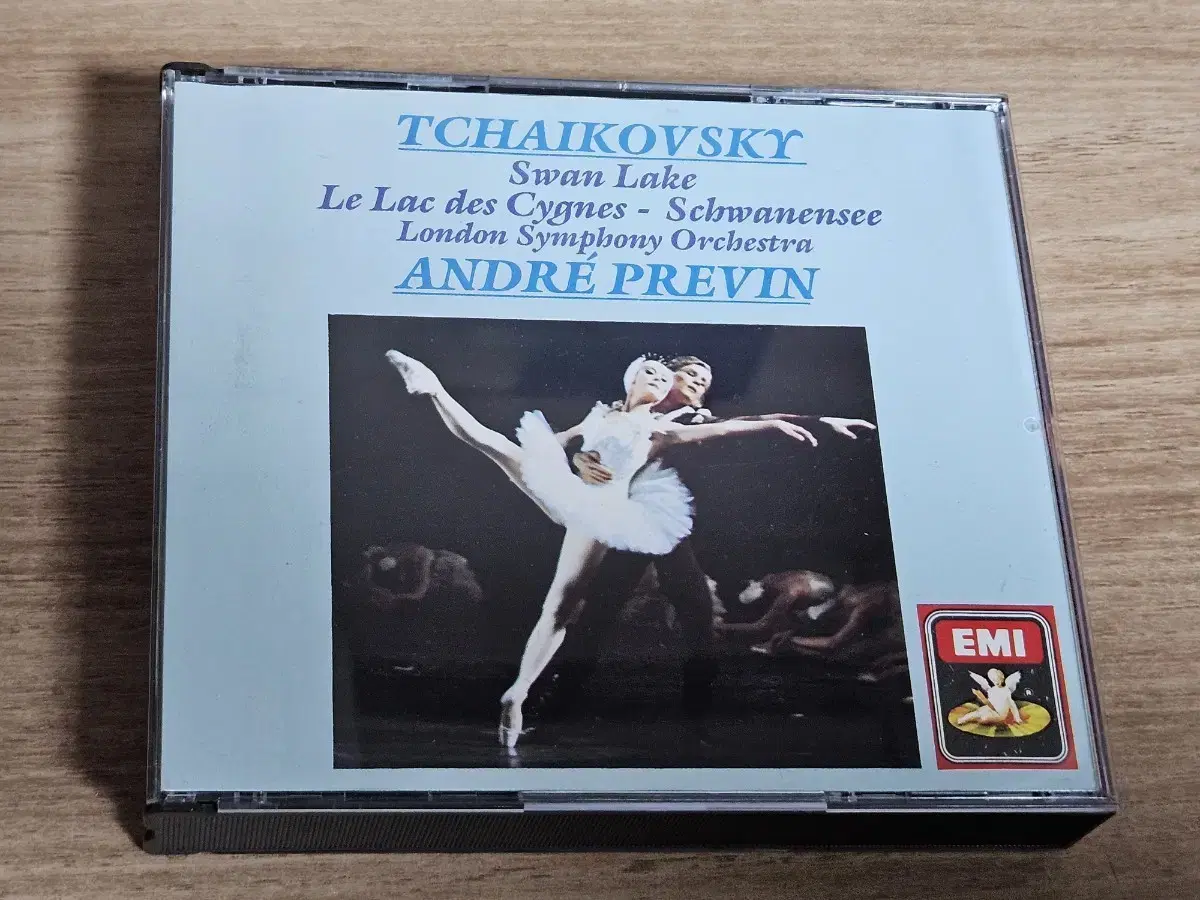 TCHAIKOVSKY
Swan Lake
Le Lac des Cygnes - Schwanensee
London Symphony Orchestra
ANDRÉ PREVIN
EMI
®